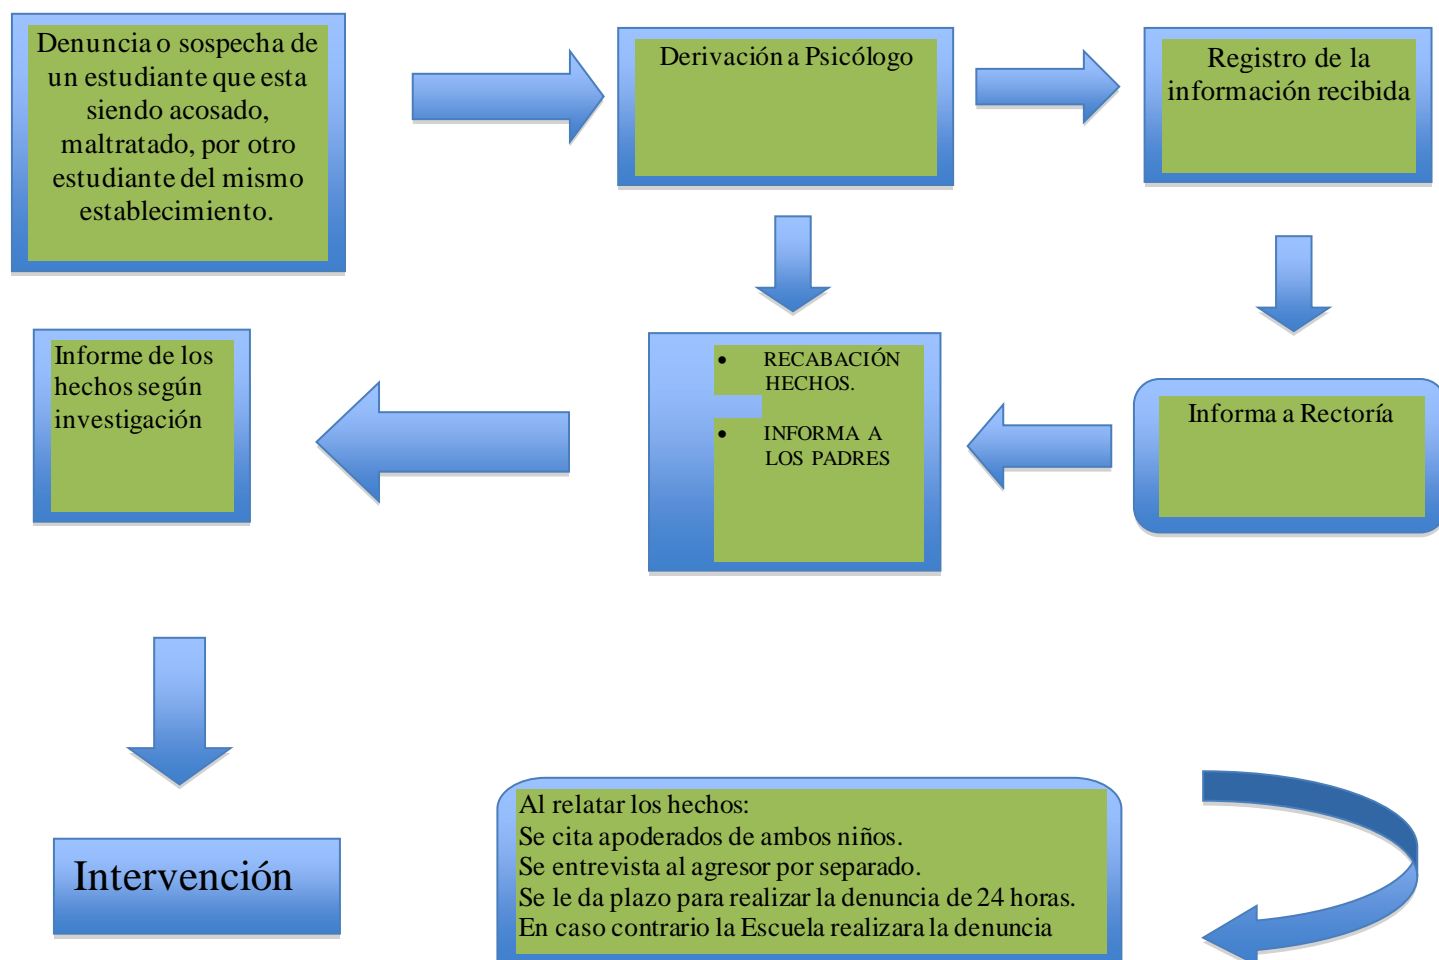 Denuncia o sospecha de
un estudiante que esta
siendo acosado,
maltratado, por otro
estudiante del mismo
establecimiento.
Derivación a Psicólogo
Registro de la
información recibida
Informe de los
hechos según
investigación
• RECABACIÓN
HECHOS.
• INFORMA A
LOS PADRES
Informa a Rectoría
Intervención
Al relatar los hechos:
Se cita apoderados de ambos niños.
Se entrevista al agresor por separado.
Se le da plazo para realizar la denuncia de 24 horas.
En caso contrario la Escuela realizara la denuncia